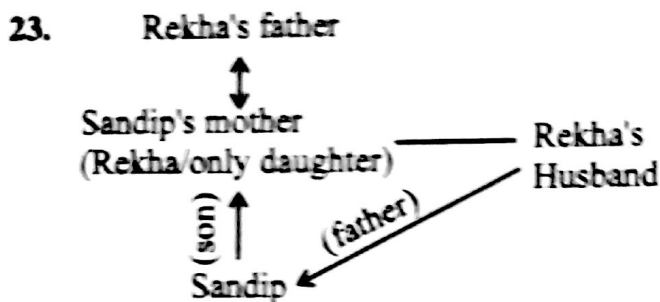 23. Rekha's father
Sandip's mother
(Rekha/only daughter)
Rekha's
Husband
(son)
(father)
Sandip